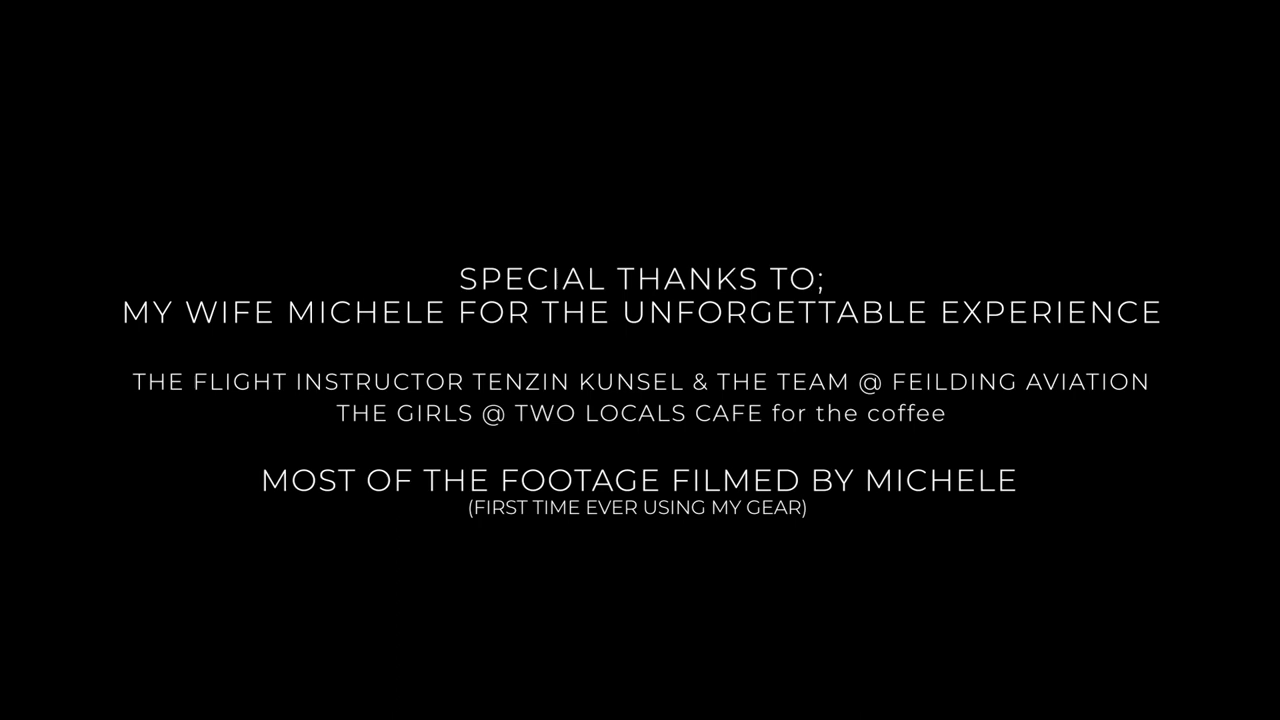 SPECIAL THANKS TO;
MY WIFE MICHELE FOR THE UNFORGETTABLE EXPERIENCE
THE FLIGHT INSTRUCTOR TENZIN KUNSEL & THE TEAM @ FEILDING AVIATION
THE GIRLS @ TWO LOCALS CAFE for the coffee
MOST OF THE FOOTAGE FILMED BY MICHELE
(FIRST TIME EVER USING MY GEAR)